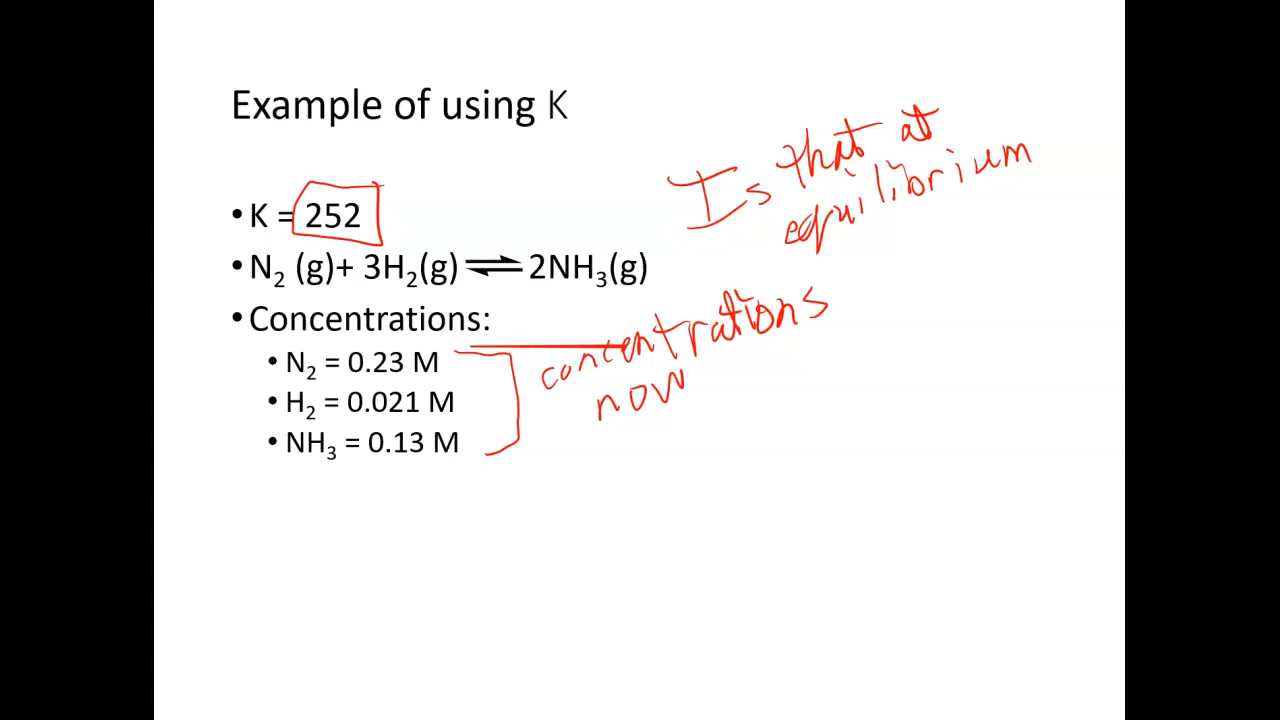 Example of using K
Is that at
equilibrium
• K = 252
• N₂ (g)+ 3H₂(g) ⇌ 2NH₃(g)
• Concentrations:
concentrations
now
• N₂ = 0.23 M
• H₂ = 0.021 M
• NH₃ = 0.13 M